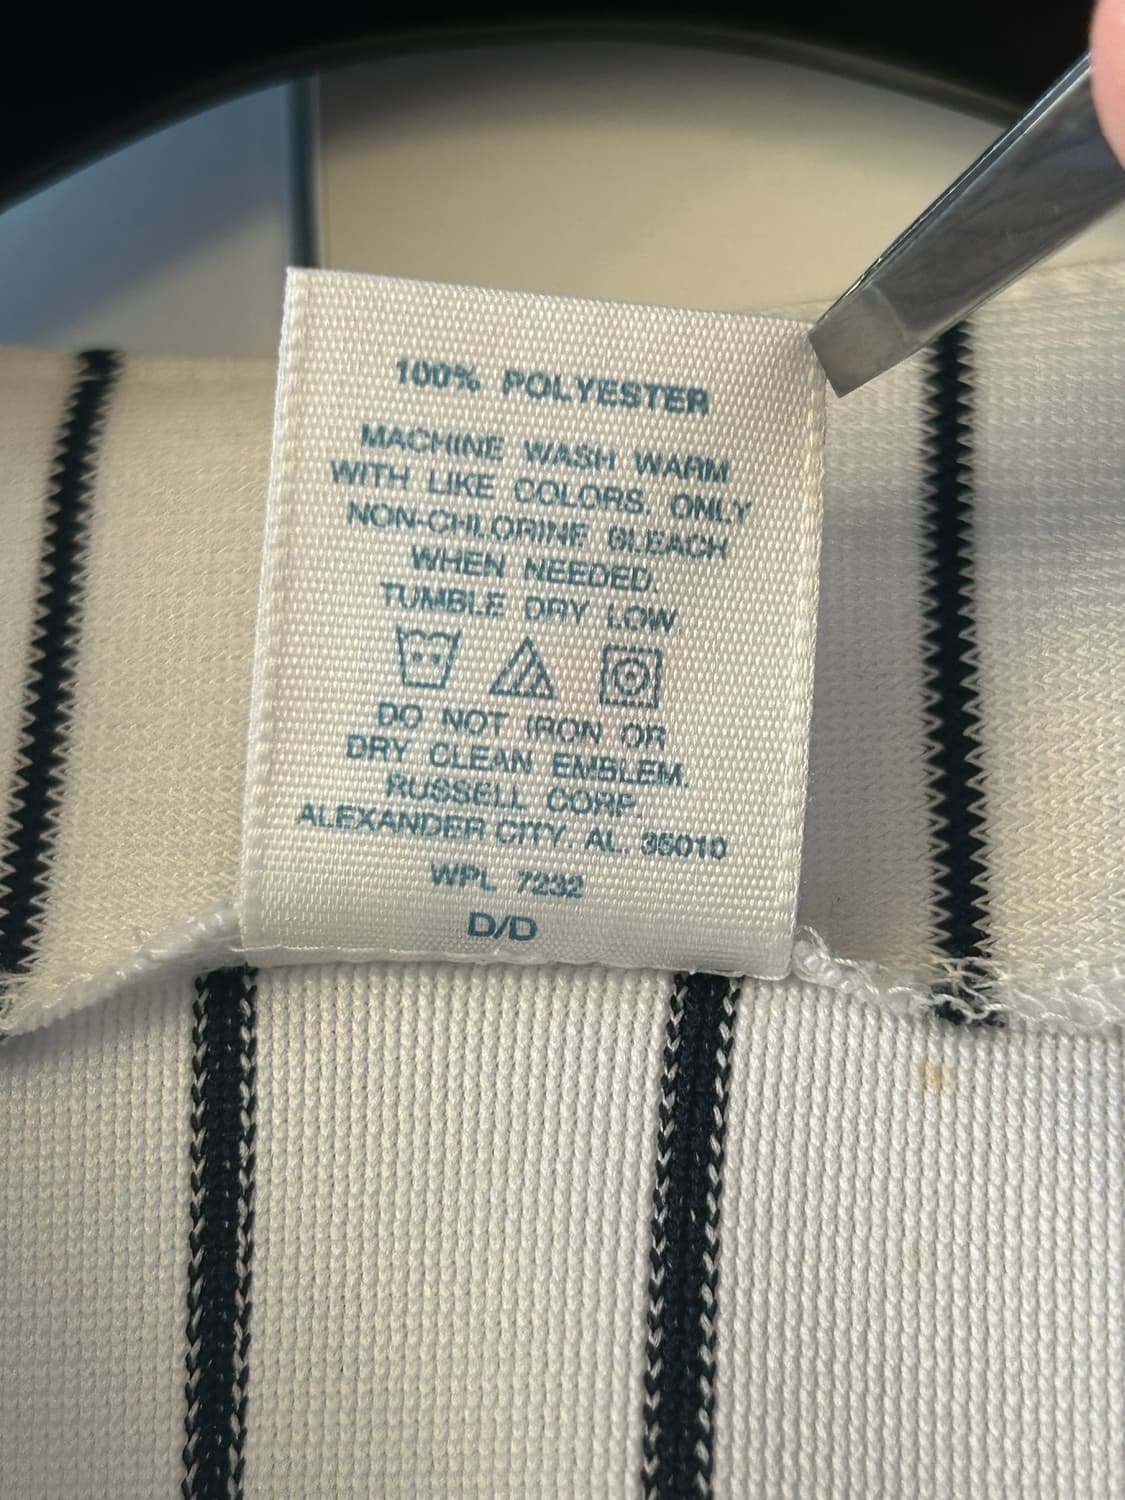 100% POLYESTER
MACHINE WASH WARM
WITH LIKE COLORS. ONLY
NON-CHLORINE BLEACH
WHEN NEEDED.
TUMBLE DRY LOW.
DO NOT IRON OR
DRY CLEAN EMBLEM.
RUSSELL CORP.
ALEXANDER CITY. AL. 35010
WPL 7232
D/D